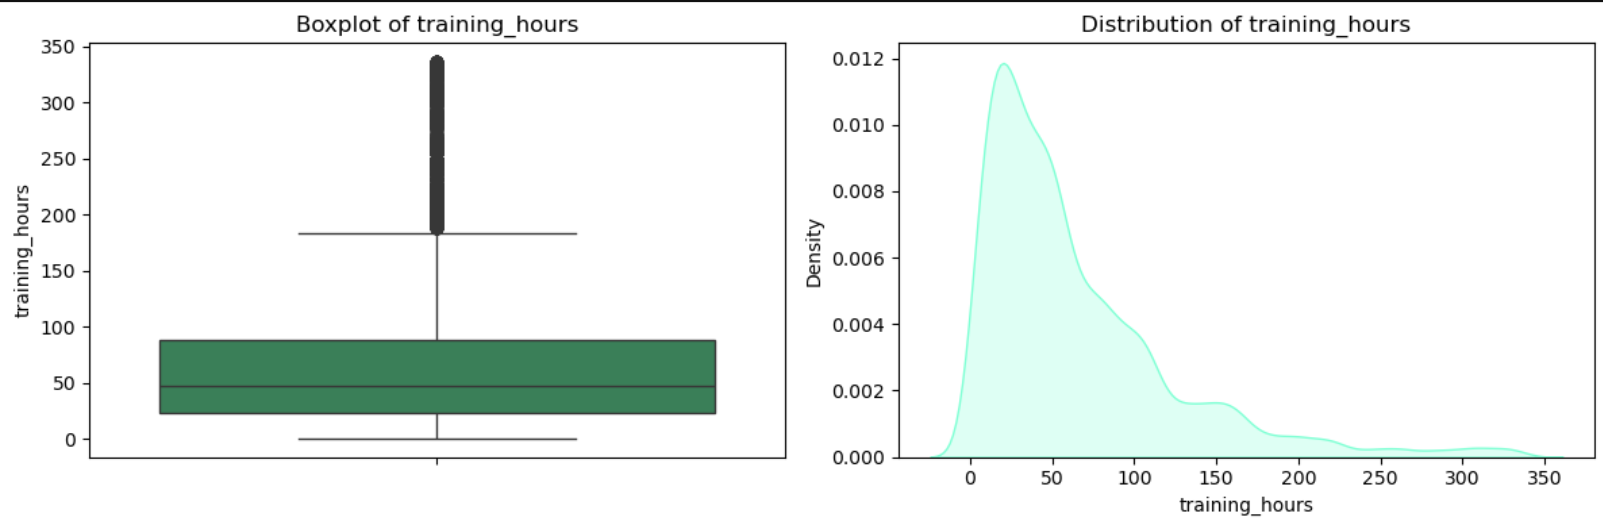 Boxplot of training_hours
350
300
250
200
150
100
50
0
training_hours
Distribution of training_hours
0.012
0.010
0.008
0.006
0.004
0.002
0.000
Density
0 50 100 150 200 250 300 350
training_hours